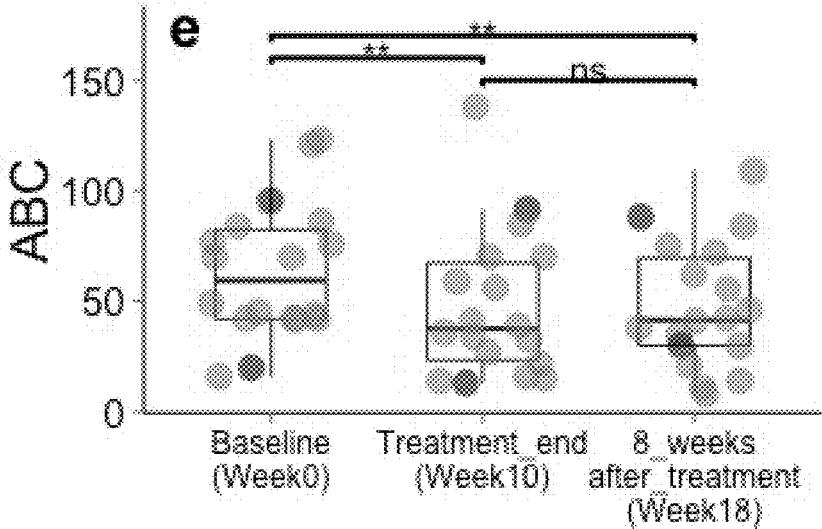 e
**
**
ns
150
100
50
0
ABC
Baseline
(Week0)
Treatment_end
(Week10)
8_weeks
after_treatment
(Week18)